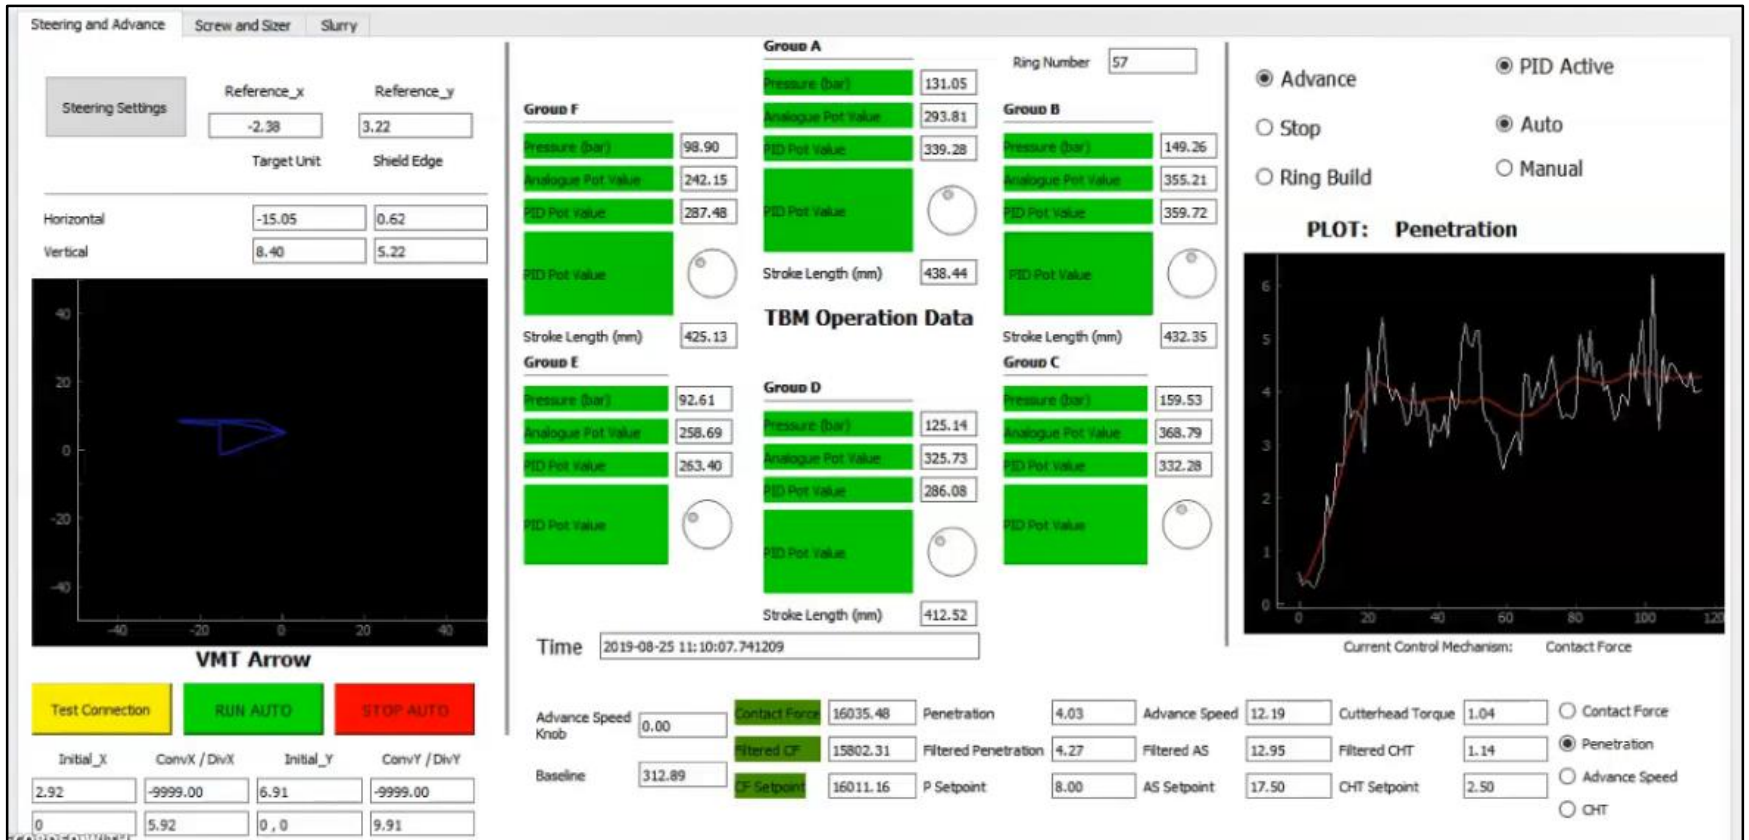 Steering and Advance Screw and Sizer Slurry
Steering Settings
Reference_x Reference_y
-2.38 3.22
Target Unit Shield Edge
Horizontal -15.05 0.62
Vertical 8.40 5.22
40
20
0
-20
-40
-40 -20 0 20 40
VMT Arrow
Test Connection RUN AUTO STOP AUTO
Initial_X ConvX / DivX Initial_Y ConvY / DivY
2.92 -9999.00 6.91 -9999.00
0 5.92 0 , 0 9.91
Group F
Pressure (bar) 98.90
Analogue Pot Value 242.15
PID Pot Value 287.48
PID Pot Value
Stroke Length (mm) 425.13
Group E
Pressure (bar) 92.61
Analogue Pot Value 258.69
PID Pot Value 263.40
PID Pot Value
Group A
Pressure (bar) 131.05
Analogue Pot Value 293.81
PID Pot Value 339.28
PID Pot Value
Stroke Length (mm) 438.44
TBM Operation Data
Group D
Pressure (bar) 125.14
Analogue Pot Value 325.73
PID Pot Value 286.08
PID Pot Value
Stroke Length (mm) 412.52
Ring Number 57
Group B
Pressure (bar) 149.26
Analogue Pot Value 355.21
PID Pot Value 359.72
PID Pot Value
Stroke Length (mm) 432.35
Group C
Pressure (bar) 159.53
Analogue Pot Value 368.79
PID Pot Value 332.28
PID Pot Value
Time 2019-08-25 11:10:07.741209
Advance PID Active
Stop Auto
Ring Build Manual
PLOT: Penetration
6
5
4
3
2
1
0
0 20 40 60 80 100 120
Current Control Mechanism: Contact Force
Advance Speed Knob 0.00
Baseline 312.89
Contact Force 16035.48 Penetration 4.03 Advance Speed 12.19 Cutterhead Torque 1.04
Filtered CF 15802.31 Filtered Penetration 4.27 Filtered AS 12.95 Filtered CHT 1.14
CF Setpoint 16011.16 P Setpoint 8.00 AS Setpoint 17.50 CHT Setpoint 2.50
Contact Force
Penetration
Advance Speed
CHT